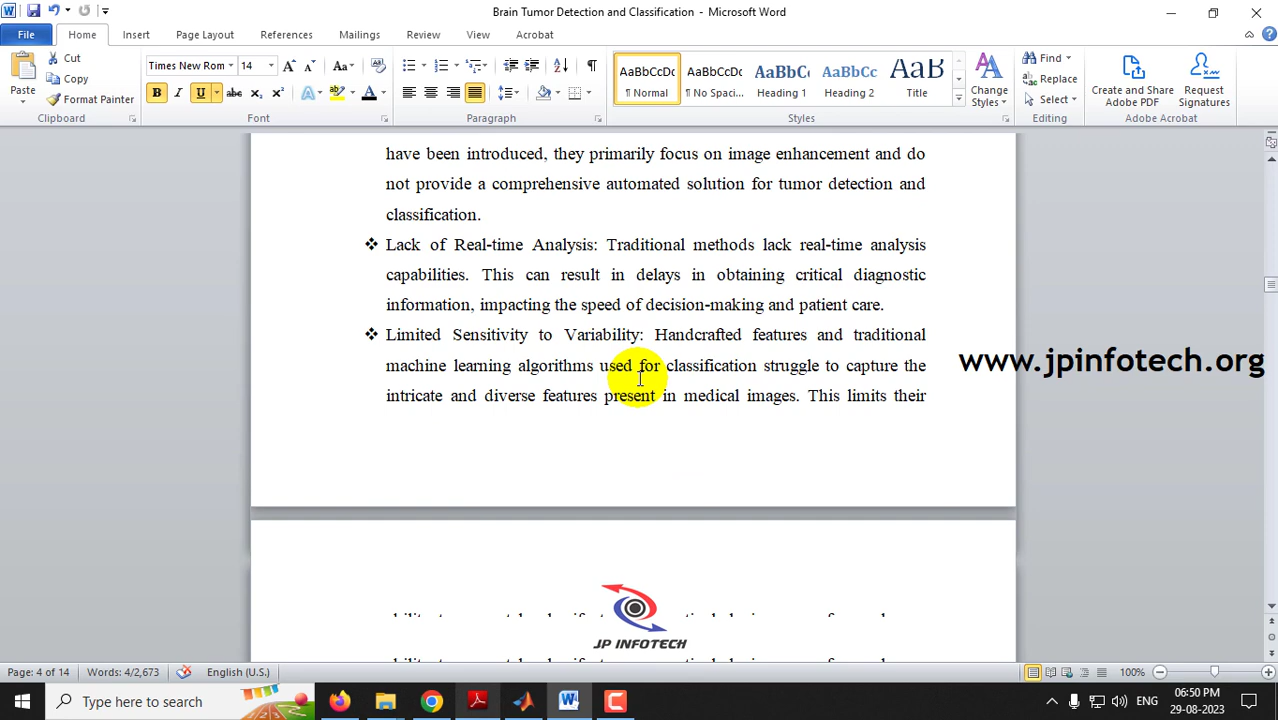 Brain Tumor Detection and Classification - Microsoft Word
File Home Insert Page Layout References Mailings Review View Acrobat
Paste
Cut
Copy
Format Painter
Clipboard
Times New Rom 14
Font
Paragraph
AaBbCcDc AaBbCcDc AaBbC AaBbCc AaB
¶ Normal ¶ No Spaci... Heading 1 Heading 2 Title
Change Styles
Styles
Find
Replace
Select
Editing
Create and Share Adobe PDF
Request Signatures
Adobe Acrobat
have been introduced, they primarily focus on image enhancement and do
not provide a comprehensive automated solution for tumor detection and
classification.
❖ Lack of Real-time Analysis: Traditional methods lack real-time analysis
capabilities. This can result in delays in obtaining critical diagnostic
information, impacting the speed of decision-making and patient care.
❖ Limited Sensitivity to Variability: Handcrafted features and traditional
machine learning algorithms used for classification struggle to capture the
intricate and diverse features present in medical images. This limits their
www.jpinfotech.org
JP INFOTECH
Page: 4 of 14 Words: 4/2,673 English (U.S.) 100%
Type here to search
ENG
06:50 PM
29-08-2023